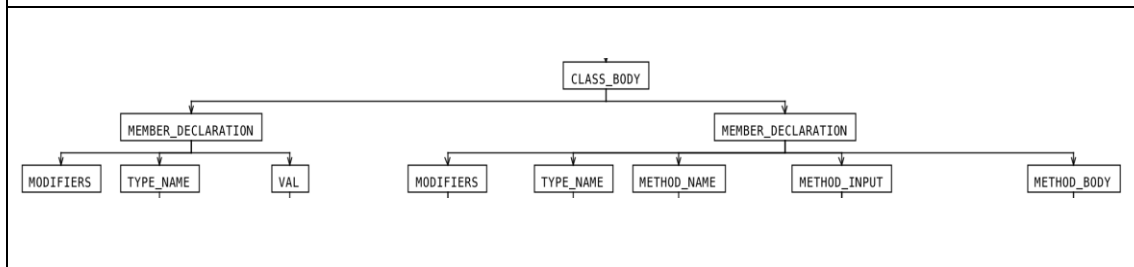 CLASS_BODY
MEMBER_DECLARATION MEMBER_DECLARATION
MODIFIERS TYPE_NAME VAL MODIFIERS TYPE_NAME METHOD_NAME METHOD_INPUT METHOD_BODY